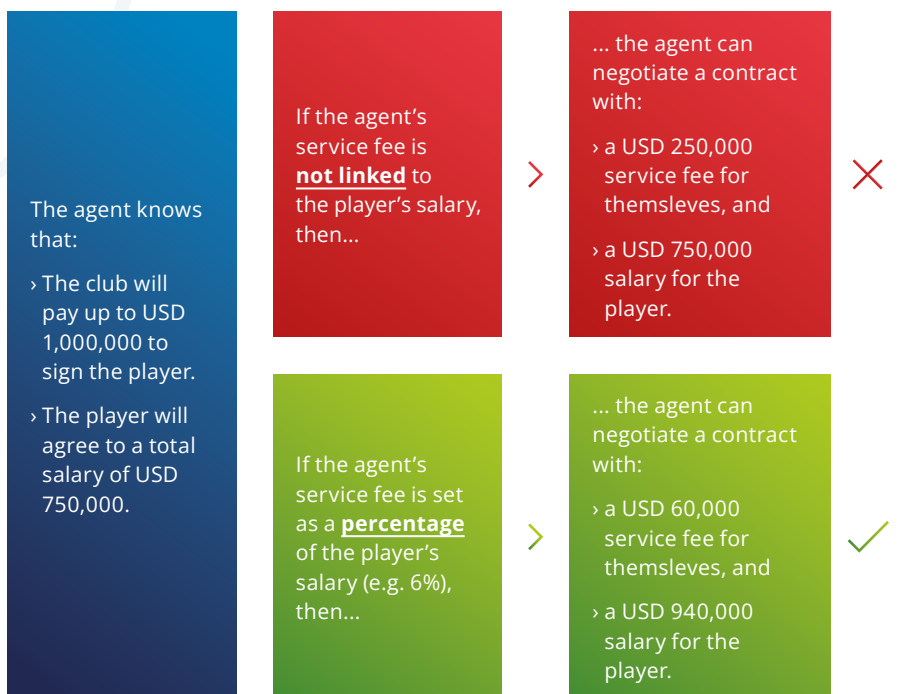 The agent knows
that:
› The club will
pay up to USD
1,000,000 to
sign the player.
› The player will
agree to a total
salary of USD
750,000.
If the agent’s
service fee is
not linked to
the player’s salary,
then...
... the agent can
negotiate a contract
with:
› a USD 250,000
service fee for
themsleves, and
› a USD 750,000
salary for the
player.
If the agent’s
service fee is set
as a percentage
of the player’s
salary (e.g. 6%),
then...
... the agent can
negotiate a contract
with:
› a USD 60,000
service fee for
themsleves, and
› a USD 940,000
salary for the
player.